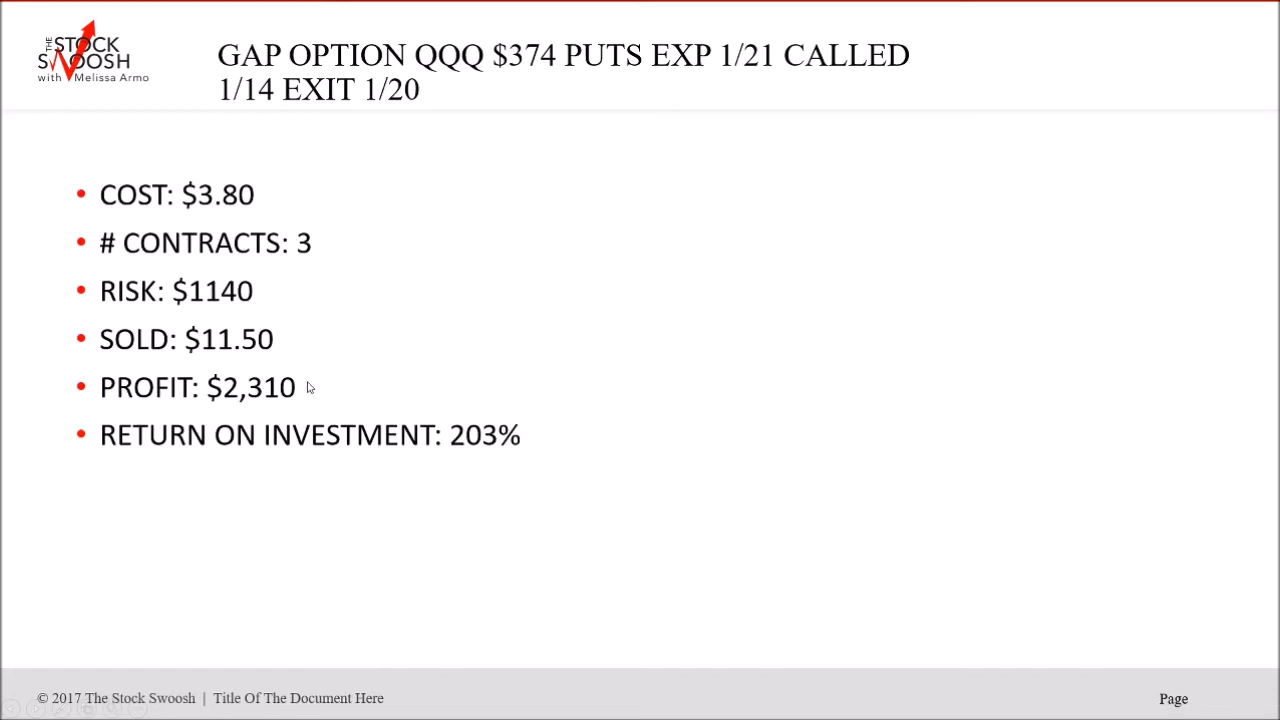 THE STOCK
SWOOSH
with Melissa Armo
GAP OPTION QQQ $374 PUTS EXP 1/21 CALLED
1/14 EXIT 1/20
• COST: $3.80
• # CONTRACTS: 3
• RISK: $1140
• SOLD: $11.50
• PROFIT: $2,310
• RETURN ON INVESTMENT: 203%
© 2017 The Stock Swoosh | Title Of The Document Here
Page